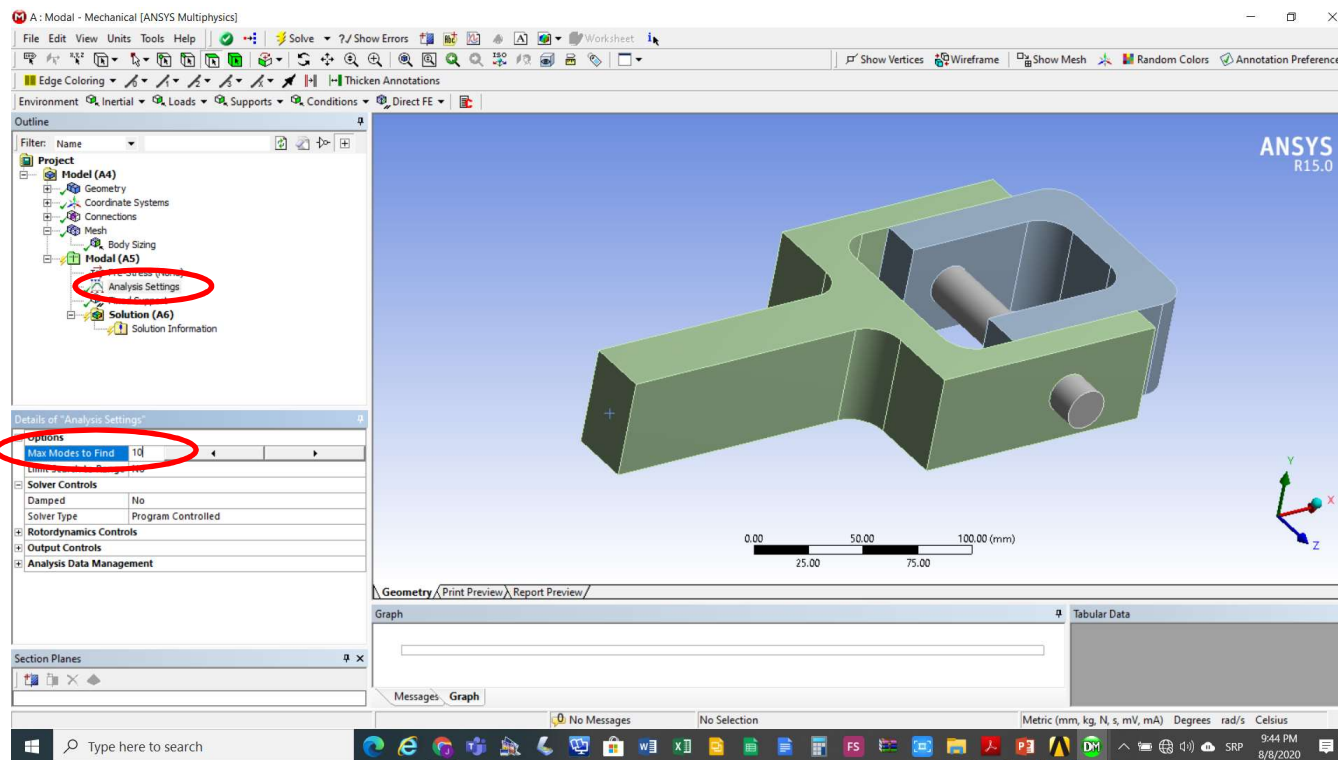 A : Modal - Mechanical [ANSYS Multiphysics]
File Edit View Units Tools Help Solve ?/ Show Errors A Worksheet
Show Vertices Wireframe Show Mesh Random Colors Annotation Preference
Edge Coloring Thicken Annotations
Environment Inertial Loads Supports Conditions Direct FE
Outline
Filter: Name
Project
Model (A4)
Geometry
Coordinate Systems
Connections
Mesh
Body Sizing
Modal (A5)
Analysis Settings
Solution (A6)
Solution Information
ANSYS
R15.0
Details of "Analysis Settings"
Options
Max Modes to Find 10
Solver Controls
Damped No
Solver Type Program Controlled
Rotordynamics Controls
Output Controls
Analysis Data Management
Y
X
Z
0.00 50.00 100.00 (mm)
25.00 75.00
Geometry Print Preview Report Preview
Graph
Tabular Data
Section Planes
Messages Graph
No Messages No Selection Metric (mm, kg, N, s, mV, mA) Degrees rad/s Celsius
Type here to search
FS
DM
SRP
9:44 PM
8/8/2020